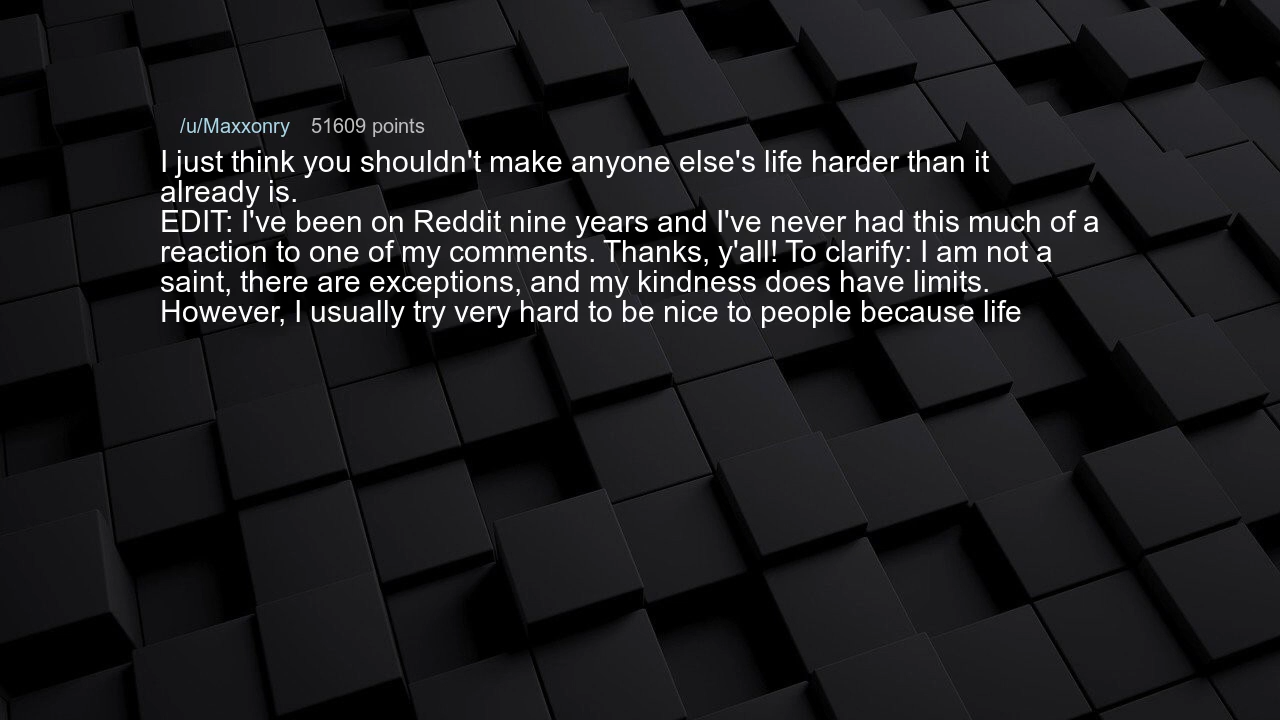 /u/Maxxonry 51609 points
I just think you shouldn't make anyone else's life harder than it
already is.
EDIT: I've been on Reddit nine years and I've never had this much of a
reaction to one of my comments. Thanks, y'all! To clarify: I am not a
saint, there are exceptions, and my kindness does have limits.
However, I usually try very hard to be nice to people because life